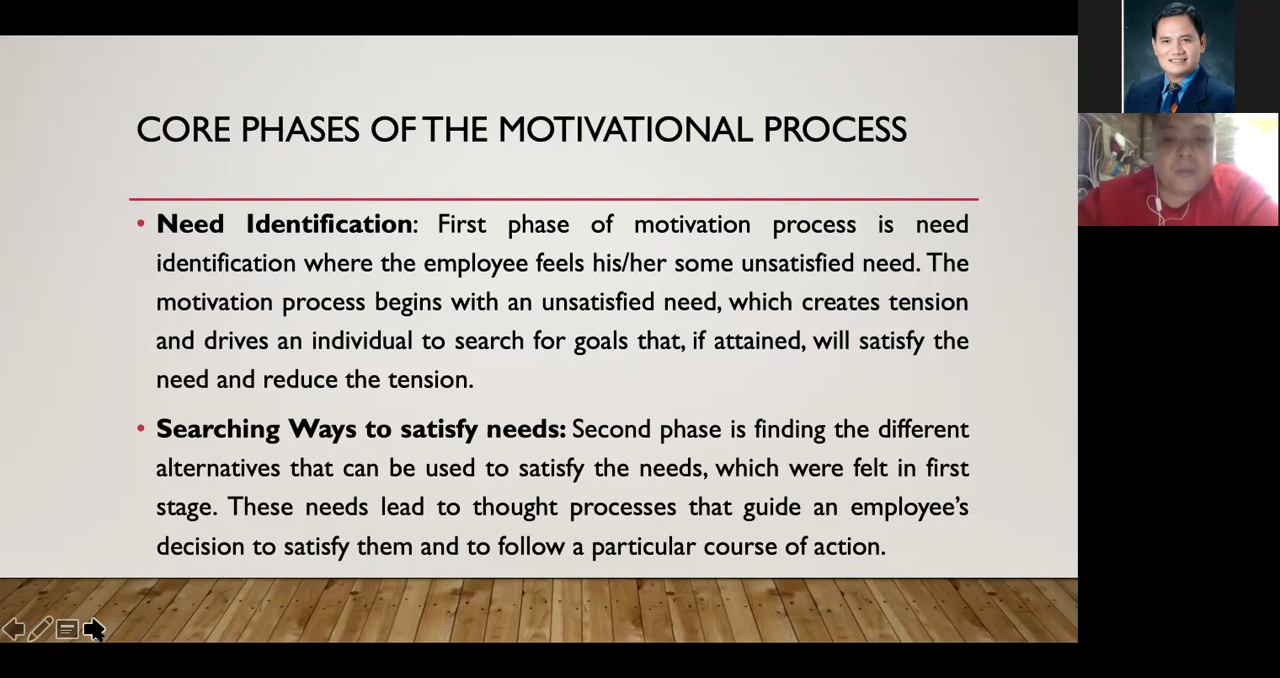 CORE PHASES OF THE MOTIVATIONAL PROCESS
• Need Identification: First phase of motivation process is need
identification where the employee feels his/her some unsatisfied need. The
motivation process begins with an unsatisfied need, which creates tension
and drives an individual to search for goals that, if attained, will satisfy the
need and reduce the tension.
• Searching Ways to satisfy needs: Second phase is finding the different
alternatives that can be used to satisfy the needs, which were felt in first
stage. These needs lead to thought processes that guide an employee’s
decision to satisfy them and to follow a particular course of action.